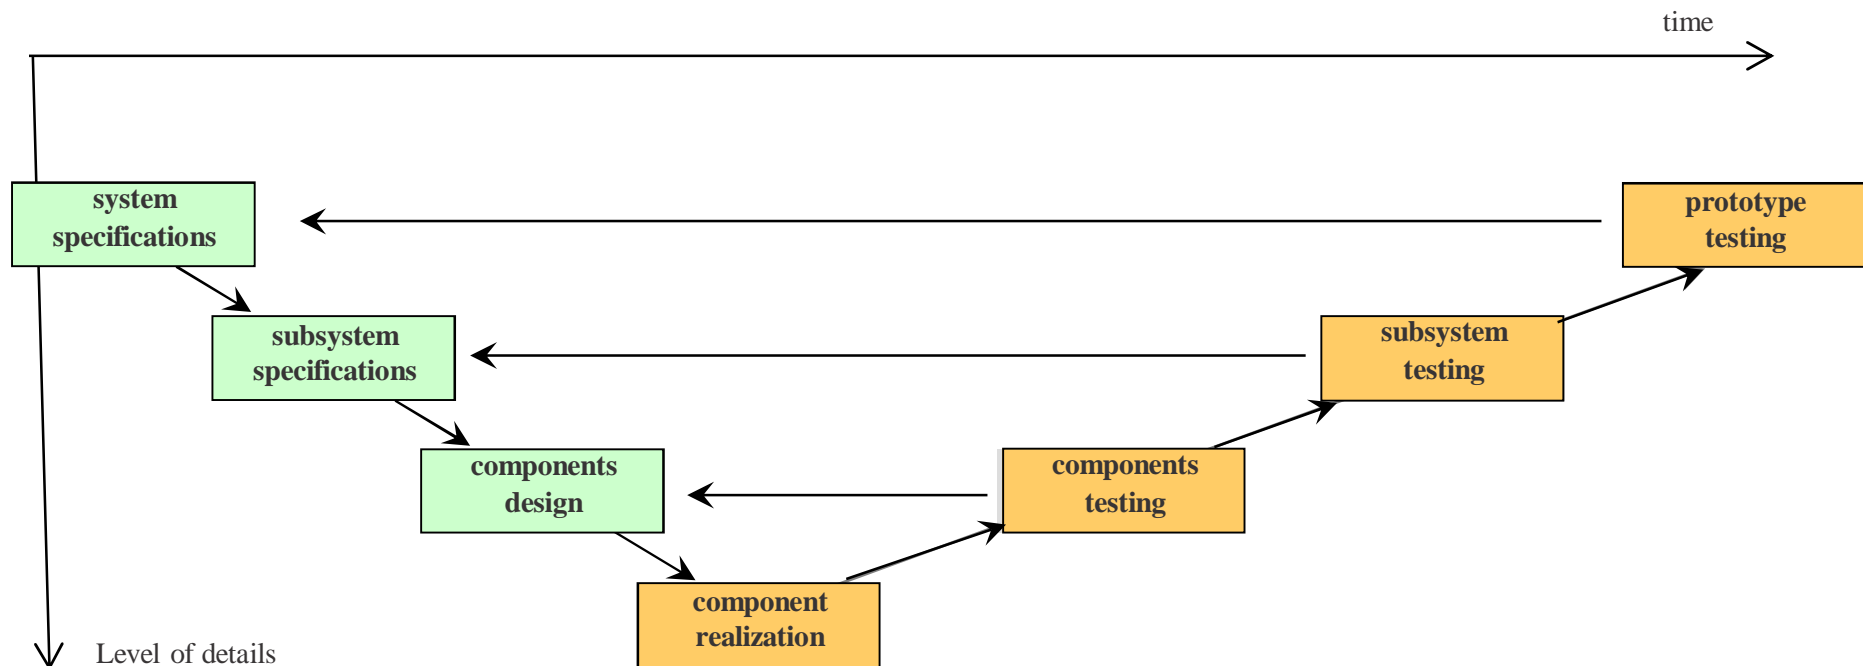 time
system
specifications
prototype
testing
subsystem
specifications
subsystem
testing
components
design
components
testing
component
realization
Level of details